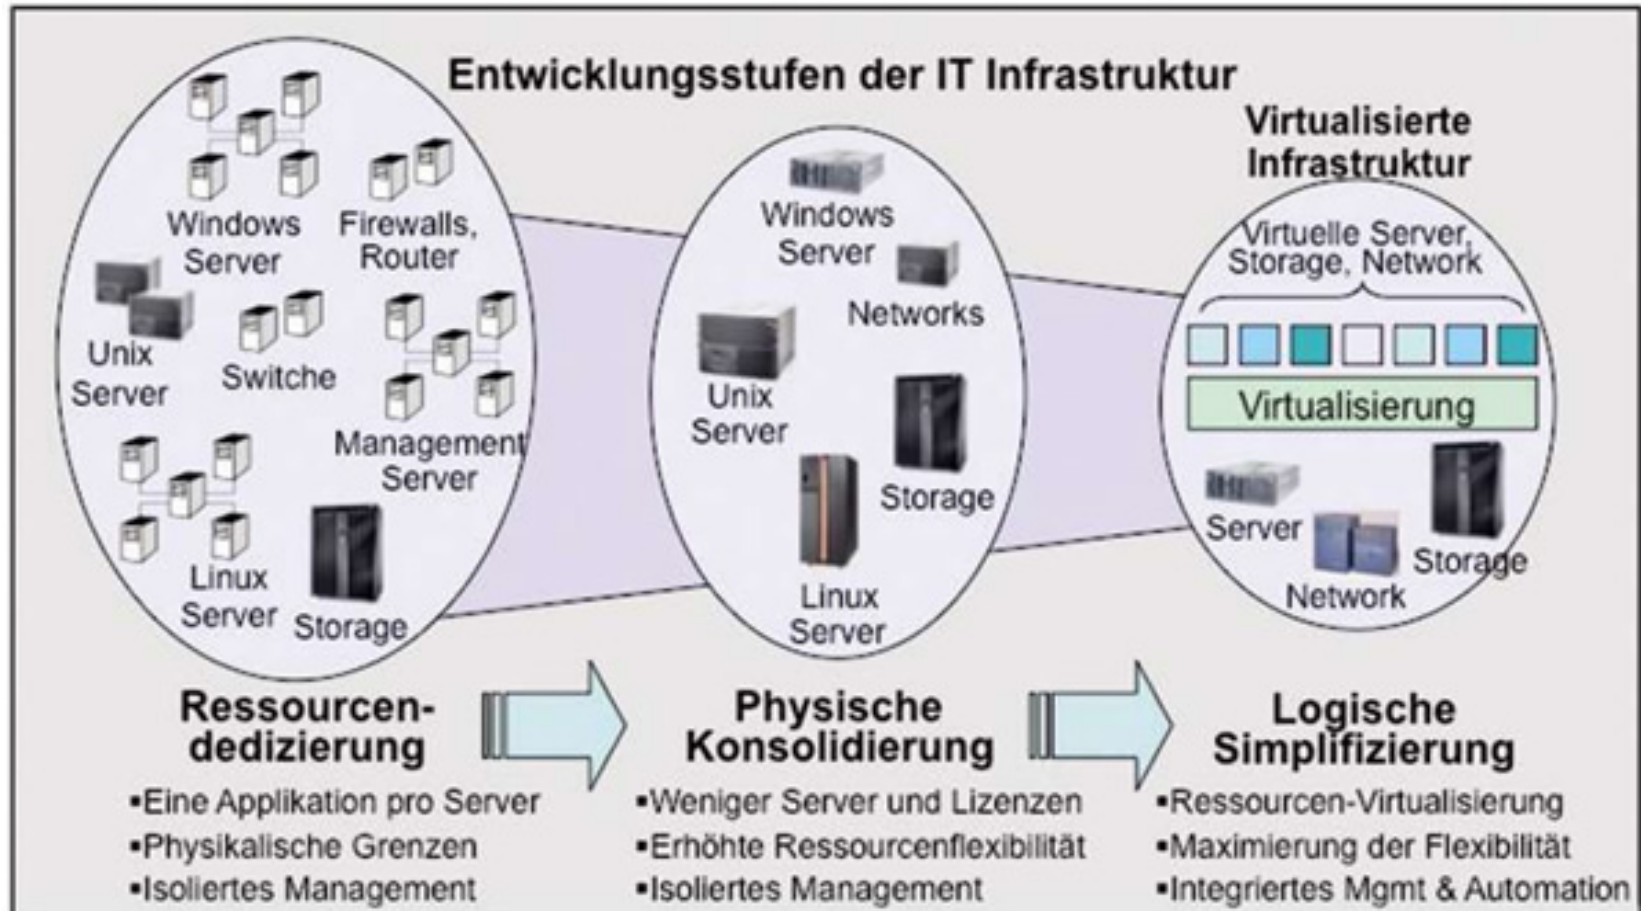 Entwicklungsstufen der IT Infrastruktur
Windows
Server
Firewalls,
Router
Unix
Server
Switche
Management
Server
Linux
Server
Storage
Windows
Server
Networks
Unix
Server
Storage
Linux
Server
Virtualisierte
Infrastruktur
Virtuelle Server,
Storage, Network
Virtualisierung
Server
Storage
Network
Ressourcen-
dedizierung
▪Eine Applikation pro Server
▪Physikalische Grenzen
▪Isoliertes Management
Physische
Konsolidierung
▪Weniger Server und Lizenzen
▪Erhöhte Ressourcenflexibilität
▪Isoliertes Management
Logische
Simplifizierung
▪Ressourcen-Virtualisierung
▪Maximierung der Flexibilität
▪Integriertes Mgmt & Automation